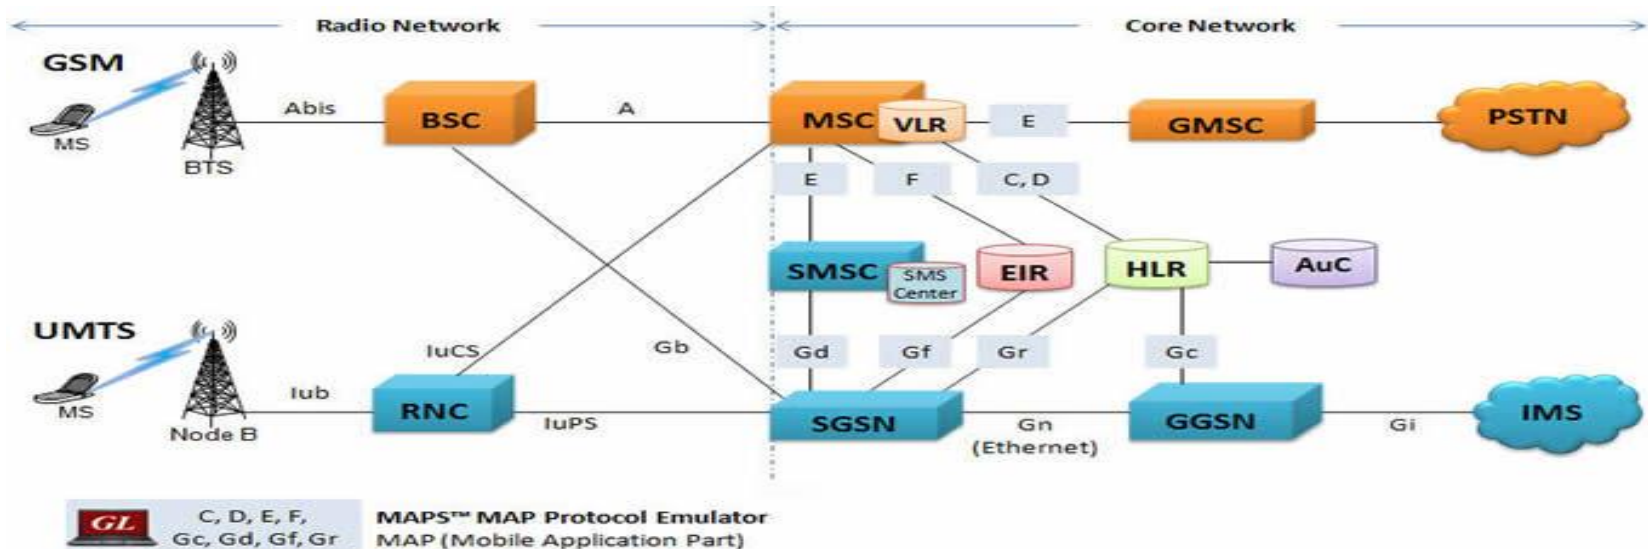 Radio Network
Core Network
GSM
MS
BTS
Abis
BSC
A
MSC
VLR
E
GMSC
PSTN
E
F
C, D
SMSC
SMS
Center
EIR
HLR
AuC
UMTS
MS
Node B
Iub
RNC
IuCS
IuPS
Gb
Gd
Gf
Gr
Gc
SGSN
Gn
(Ethernet)
GGSN
Gi
IMS
GL
C, D, E, F,
Gc, Gd, Gf, Gr
MAPS™ MAP Protocol Emulator
MAP (Mobile Application Part)